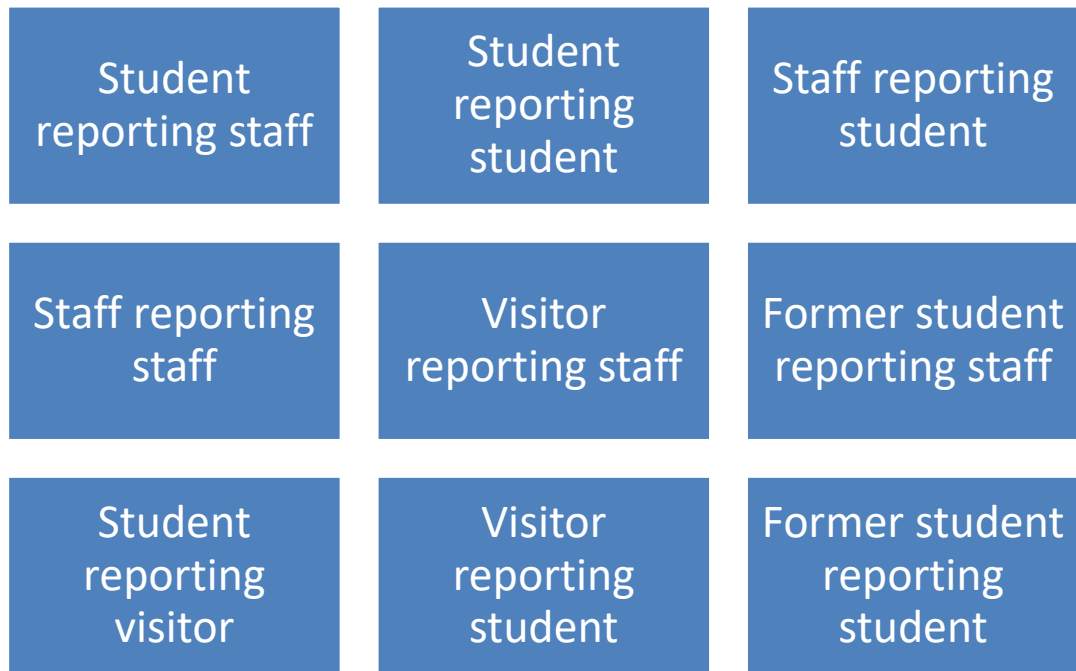 Student
reporting staff
Student
reporting
student
Staff reporting
student
Staff reporting
staff
Visitor
reporting staff
Former student
reporting staff
Student
reporting
visitor
Visitor
reporting
student
Former student
reporting
student